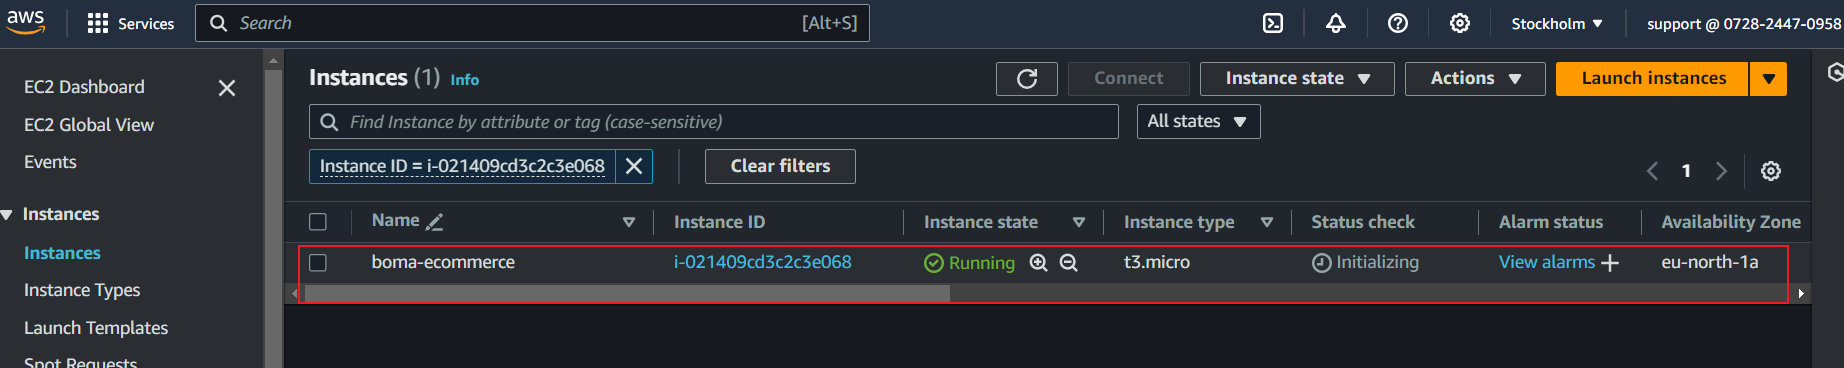 aws Services Search [Alt+S] Stockholm support @ 0728-2447-0958
EC2 Dashboard
EC2 Global View
Events
Instances
Instances
Instance Types
Launch Templates
Spot Requests
Instances (1) Info Connect Instance state Actions Launch instances
Find Instance by attribute or tag (case-sensitive) All states
Instance ID = i-021409cd3c2c3e068 Clear filters 1
Name Instance ID Instance state Instance type Status check Alarm status Availability Zone
boma-ecommerce i-021409cd3c2c3e068 Running t3.micro Initializing View alarms + eu-north-1a